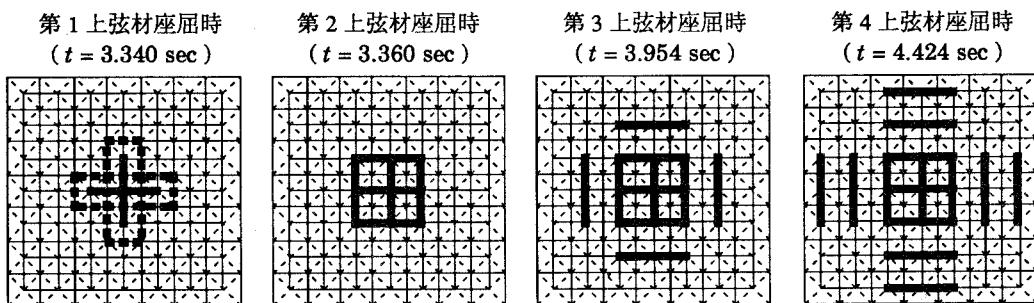 第 1 上弦材座屈時
( t = 3.340 sec )
第 2 上弦材座屈時
( t = 3.360 sec )
第 3 上弦材座屈時
( t = 3.954 sec )
第 4 上弦材座屈時
( t = 4.424 sec )